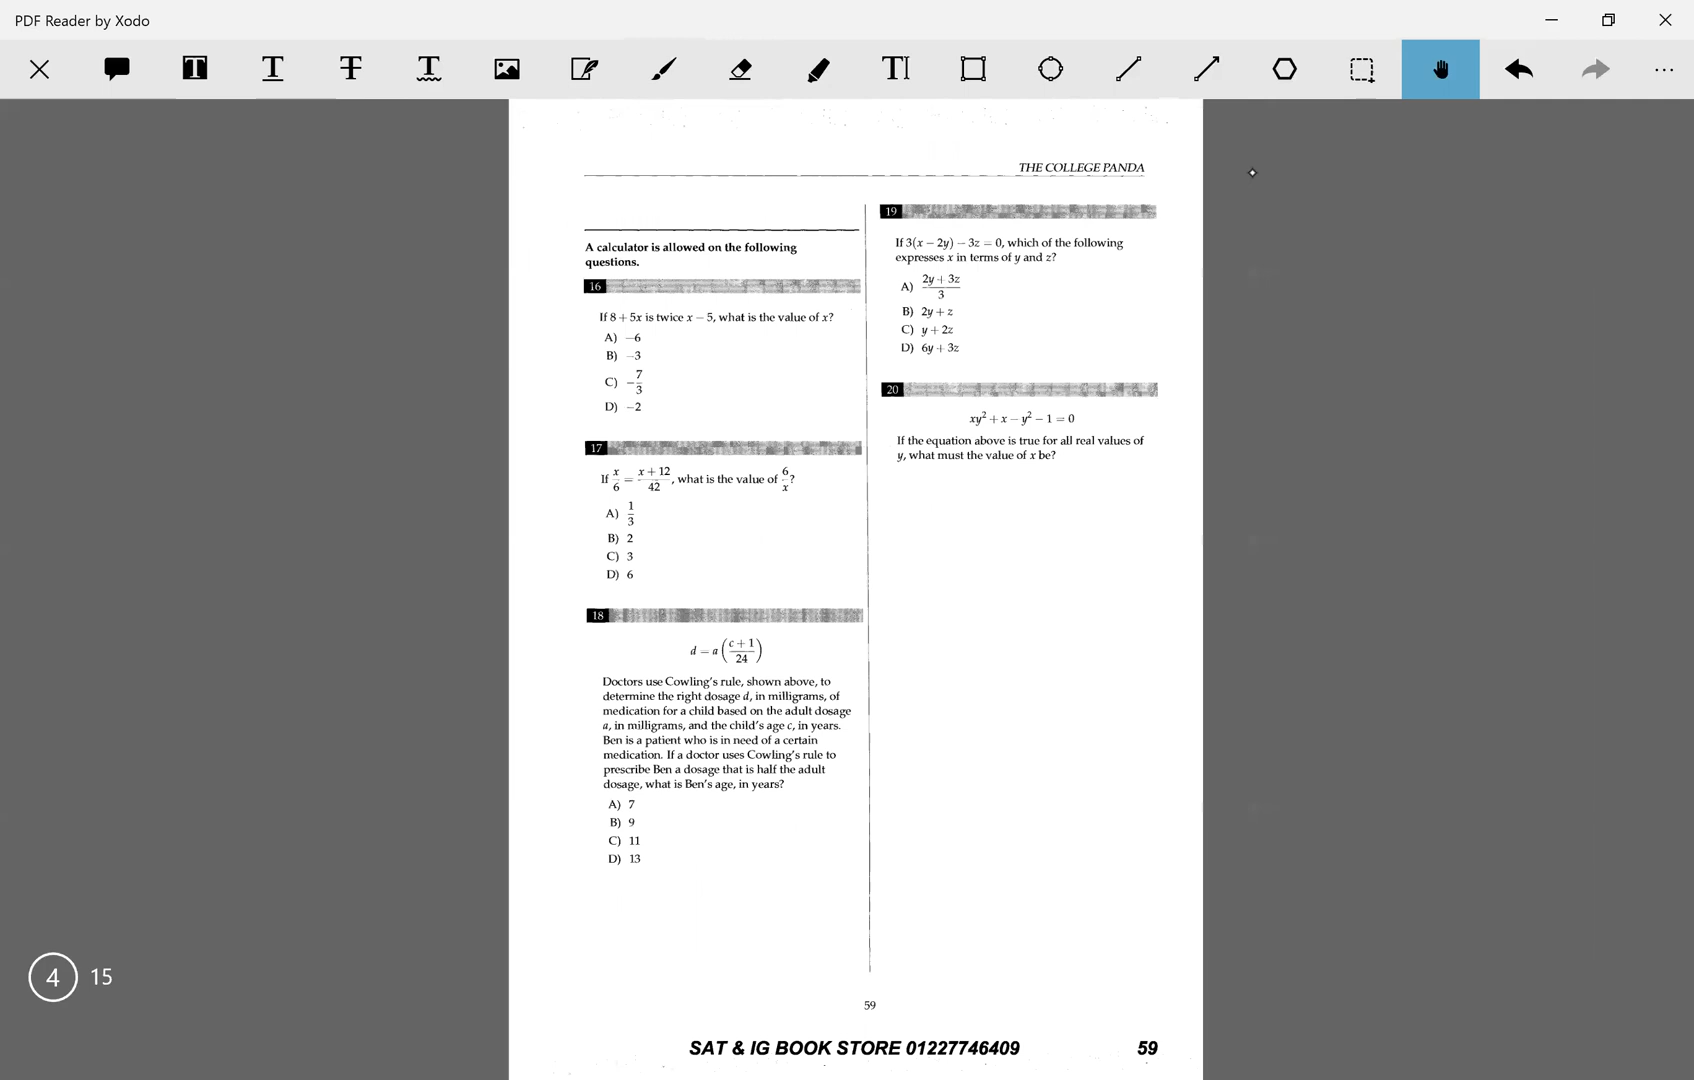 PDF Reader by Xodo
THE COLLEGE PANDA
A calculator is allowed on the following
questions.
16
If 8 + 5x is twice x − 5, what is the value of x?
A) −6
B) −3
C) −7/3
D) −2
17
If x/6 = (x + 12)/42, what is the value of 6/x?
A) 1/3
B) 2
C) 3
D) 6
18
d = a((c + 1)/24)
Doctors use Cowling's rule, shown above, to
determine the right dosage d, in milligrams, of
medication for a child based on the adult dosage
a, in milligrams, and the child's age c, in years.
Ben is a patient who is in need of a certain
medication. If a doctor uses Cowling's rule to
prescribe Ben a dosage that is half the adult
dosage, what is Ben's age, in years?
A) 7
B) 9
C) 11
D) 13
19
If 3(x − 2y) − 3z = 0, which of the following
expresses x in terms of y and z?
A) (2y + 3z)/3
B) 2y + z
C) y + 2z
D) 6y + 3z
20
xy² + x − y² − 1 = 0
If the equation above is true for all real values of
y, what must the value of x be?
4 15
59
SAT & IG BOOK STORE 01227746409 59